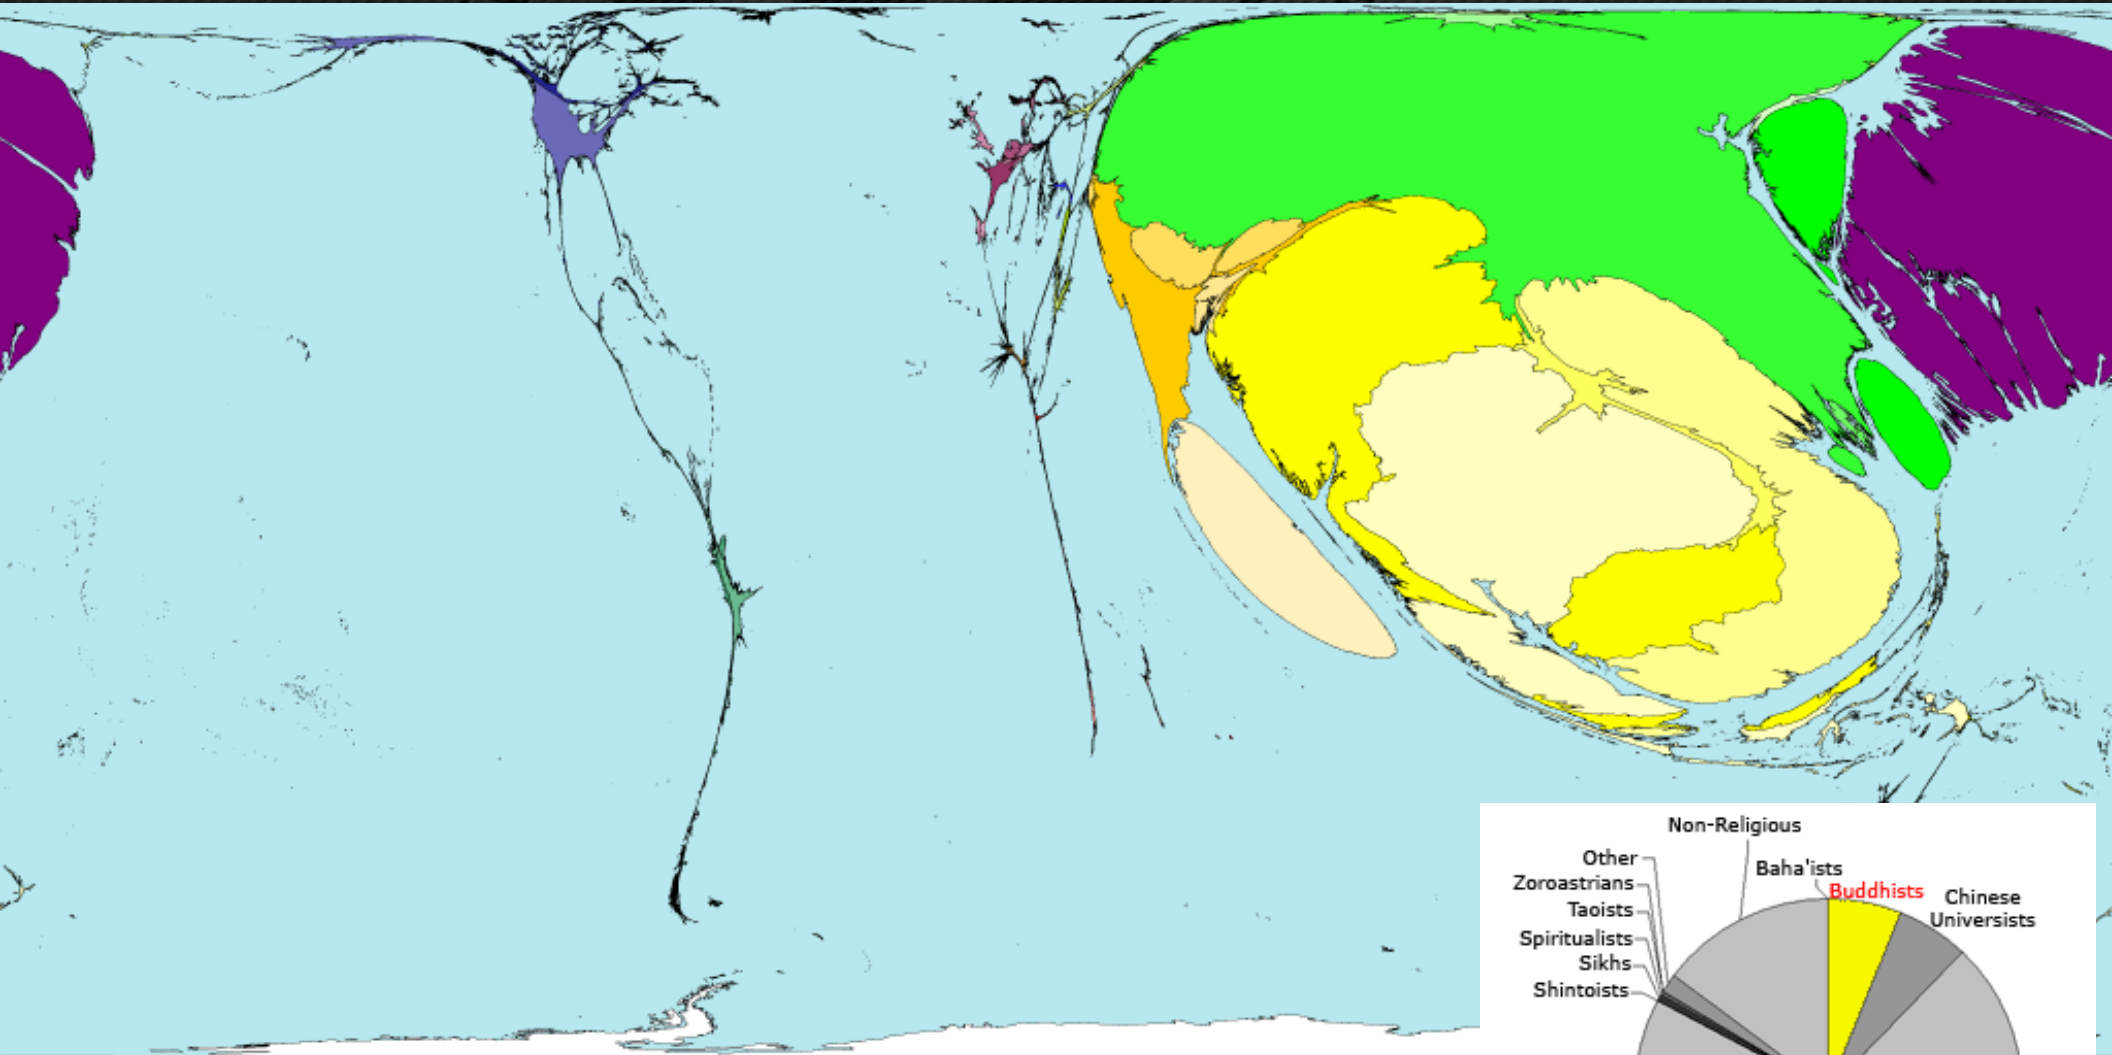 Non-Religious
Other
Baha'ists
Zoroastrians
Buddhists
Chinese
Universists
Taoists
Spiritualists
Sikhs
Shintoists